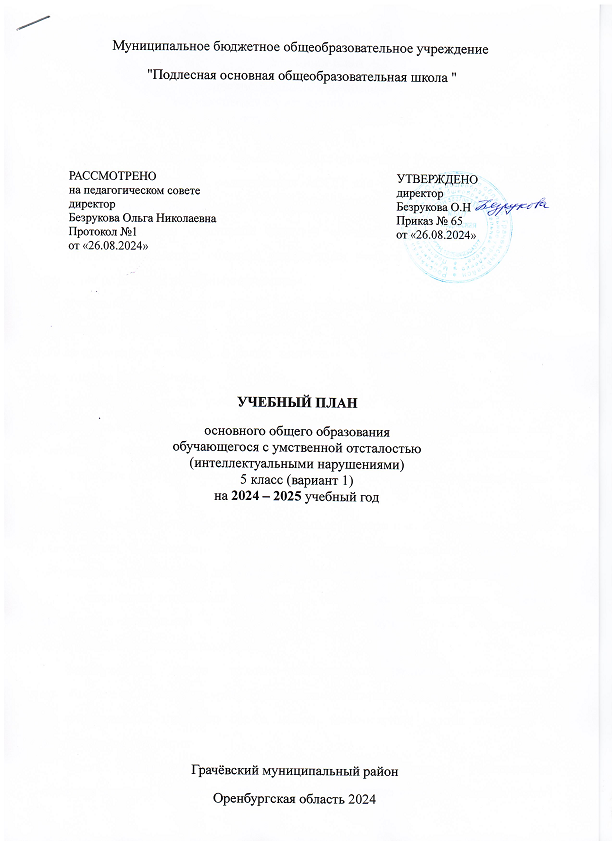 Муниципальное бюджетное общеобразовательное учреждение
"Подлесная основная общеобразовательная школа "
РАССМОТРЕНО
на педагогическом совете
директор
Безрукова Ольга Николаевна
Протокол №1
от «26.08.2024»
УТВЕРЖДЕНО
директор
Безрукова О.Н Безрукова
Приказ № 65
от «26.08.2024»
УЧЕБНЫЙ ПЛАН
основного общего образования
обучающегося с умственной отсталостью
(интеллектуальными нарушениями)
5 класс (вариант 1)
на 2024 – 2025 учебный год
Грачёвский муниципальный район
Оренбургская область 2024